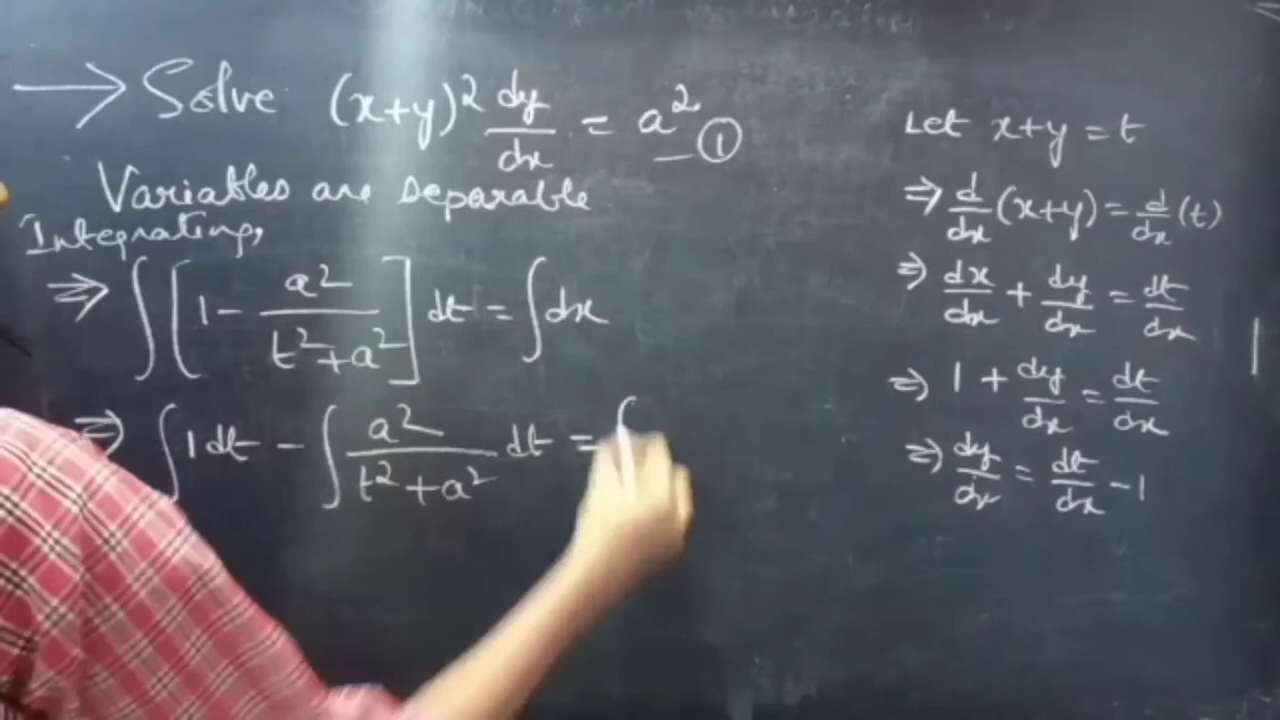 → Solve (x+y)² dy/dx = a² — ①
Variables are separable
Integrating,
⇒ ∫[1 - a²/(t²+a²)] dt = ∫dx
⇒ ∫1dt - ∫a²/(t²+a²) dt = ∫
Let x+y = t
⇒ d/dx (x+y) = d/dx (t)
⇒ dx/dx + dy/dx = dt/dx
⇒ 1 + dy/dx = dt/dx
⇒ dy/dx = dt/dx - 1